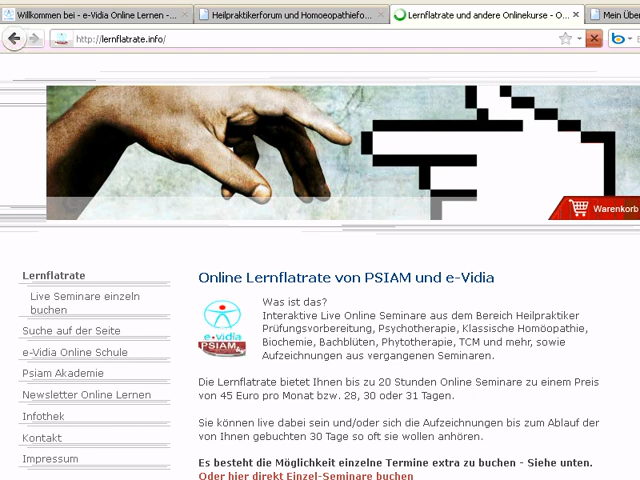 Willkommen bei - e-Vidia Online Lernen -...
Heilpraktikerforum und Homoeopathiefo...
Lernflatrate und andere Onlinekurse - O...
Mein Über
http://lernflatrate.info/
Warenkorb
Lernflatrate
Live Seminare einzeln
buchen
Suche auf der Seite
e-Vidia Online Schule
Psiam Akademie
Newsletter Online Lernen
Infothek
Kontakt
Impressum
Online Lernflatrate von PSIAM und e-Vidia
e-vidia
PSIAM
Was ist das?
Interaktive Live Online Seminare aus dem Bereich Heilpraktiker
Prüfungsvorbereitung, Psychotherapie, Klassische Homöopathie,
Biochemie, Bachblüten, Phytotherapie, TCM und mehr, sowie
Aufzeichnungen aus vergangenen Seminaren.
Die Lernflatrate bietet Ihnen bis zu 20 Stunden Online Seminare zu einem Preis
von 45 Euro pro Monat bzw. 28, 30 oder 31 Tagen.
Sie können live dabei sein und/oder sich die Aufzeichnungen bis zum Ablauf der
von Ihnen gebuchten 30 Tage so oft sie wollen anhören.
Es besteht die Möglichkeit einzelne Termine extra zu buchen - Siehe unten.
Oder hier direkt Einzel-Seminare buchen